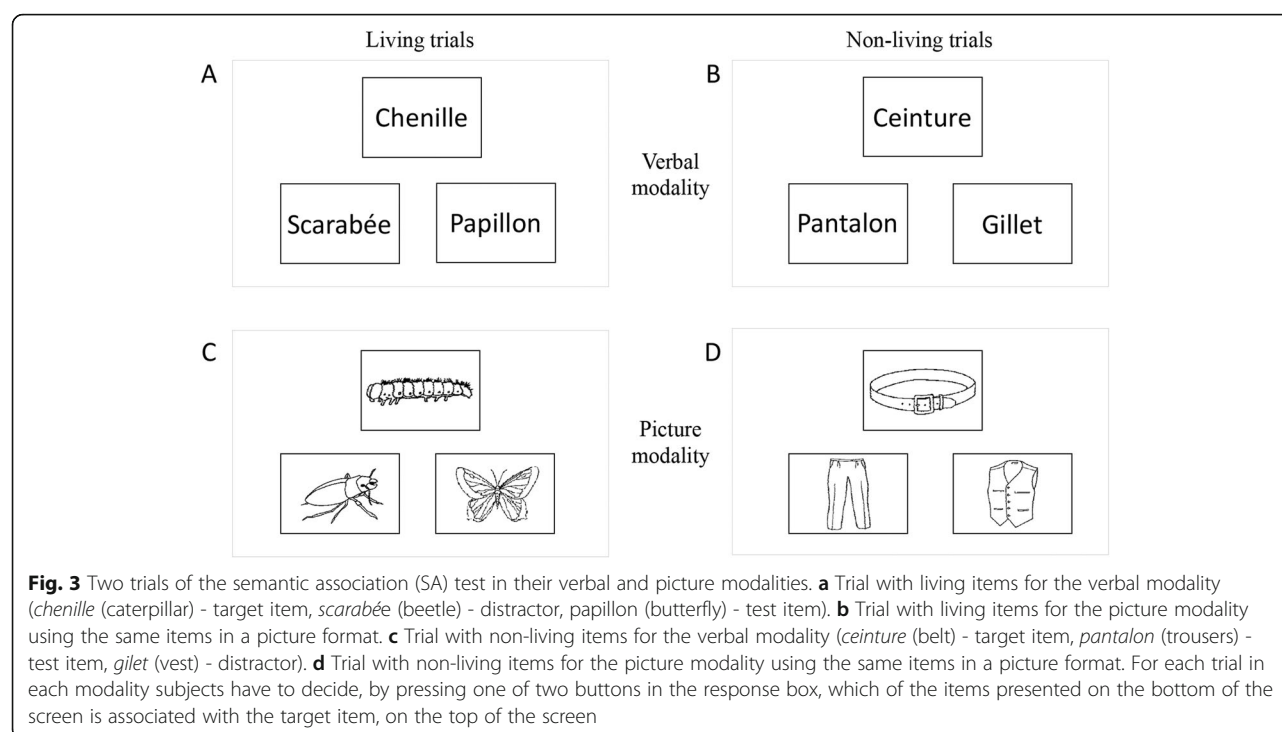 Living trials
Non-living trials
A
B
Chenille
Ceinture
Verbal
modality
Scarabée
Papillon
Pantalon
Gillet
C
D
Picture
modality
Fig. 3 Two trials of the semantic association (SA) test in their verbal and picture modalities. a Trial with living items for the verbal modality
(chenille (caterpillar) - target item, scarabée (beetle) - distractor, papillon (butterfly) - test item). b Trial with living items for the picture modality
using the same items in a picture format. c Trial with non-living items for the verbal modality (ceinture (belt) - target item, pantalon (trousers) -
test item, gilet (vest) - distractor). d Trial with non-living items for the picture modality using the same items in a picture format. For each trial in
each modality subjects have to decide, by pressing one of two buttons in the response box, which of the items presented on the bottom of the
screen is associated with the target item, on the top of the screen